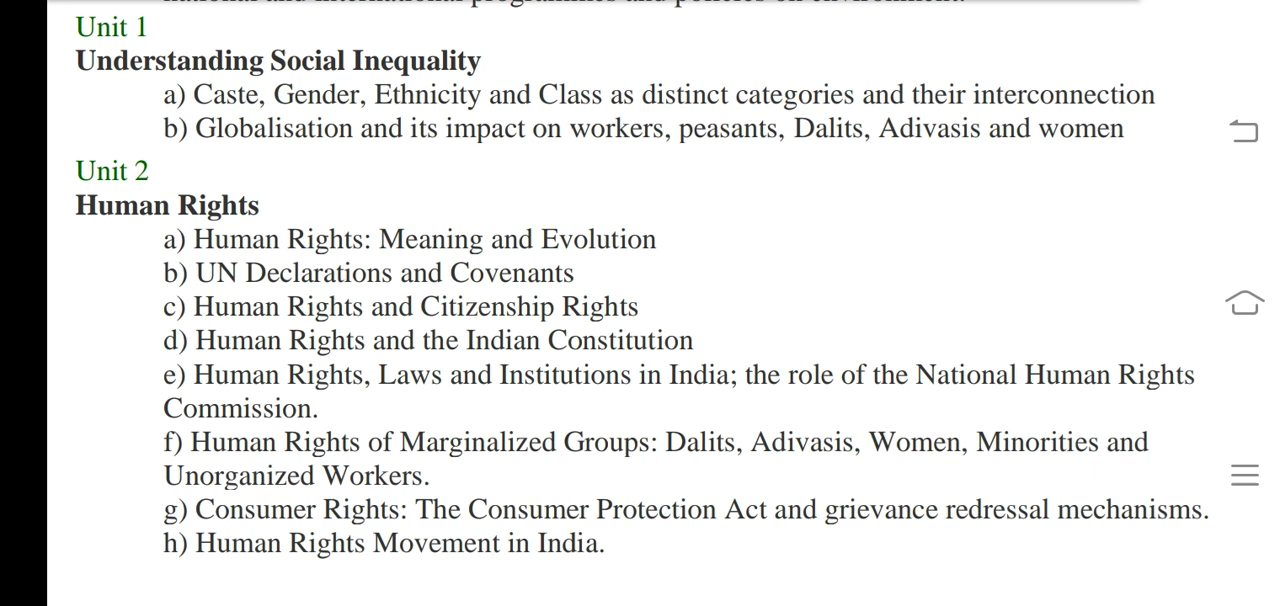 Unit 1
Understanding Social Inequality
a) Caste, Gender, Ethnicity and Class as distinct categories and their interconnection
b) Globalisation and its impact on workers, peasants, Dalits, Adivasis and women
Unit 2
Human Rights
a) Human Rights: Meaning and Evolution
b) UN Declarations and Covenants
c) Human Rights and Citizenship Rights
d) Human Rights and the Indian Constitution
e) Human Rights, Laws and Institutions in India; the role of the National Human Rights
Commission.
f) Human Rights of Marginalized Groups: Dalits, Adivasis, Women, Minorities and
Unorganized Workers.
g) Consumer Rights: The Consumer Protection Act and grievance redressal mechanisms.
h) Human Rights Movement in India.